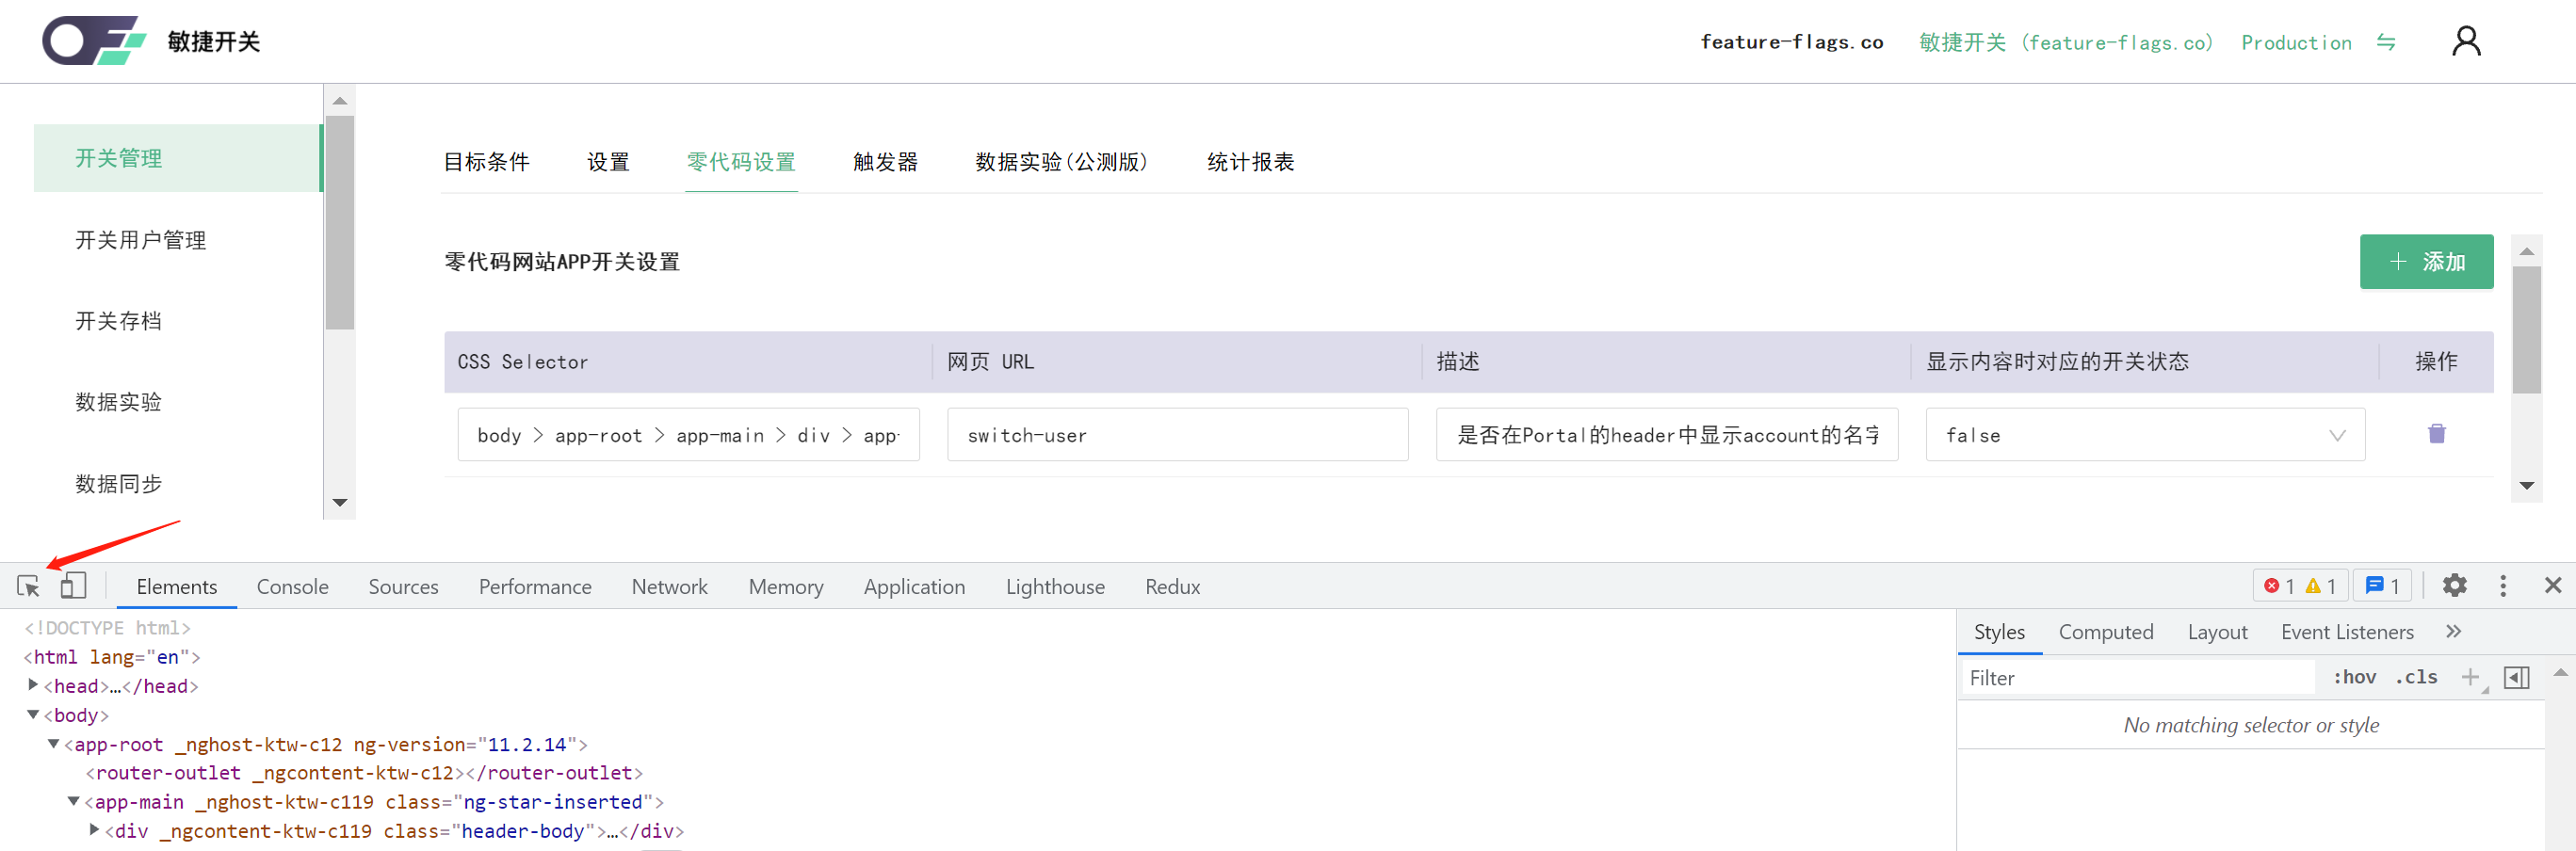 敏捷开关
feature-flags.co 敏捷开关 (feature-flags.co) Production
开关管理
开关用户管理
开关存档
数据实验
数据同步
目标条件 设置 零代码设置 触发器 数据实验(公测版) 统计报表
零代码网站APP开关设置
添加
CSS Selector 网页 URL 描述 显示内容时对应的开关状态 操作
body > app-root > app-main > div > app- switch-user 是否在Portal的header中显示account的名字 false
Elements Console Sources Performance Network Memory Application Lighthouse Redux 1 1 1
<!DOCTYPE html>
<html lang="en">
<head>…</head>
<body>
<app-root _nghost-ktw-c12 ng-version="11.2.14">
<router-outlet _ngcontent-ktw-c12></router-outlet>
<app-main _nghost-ktw-c119 class="ng-star-inserted">
<div _ngcontent-ktw-c119 class="header-body">…</div>
Styles Computed Layout Event Listeners
Filter :hov .cls
No matching selector or style